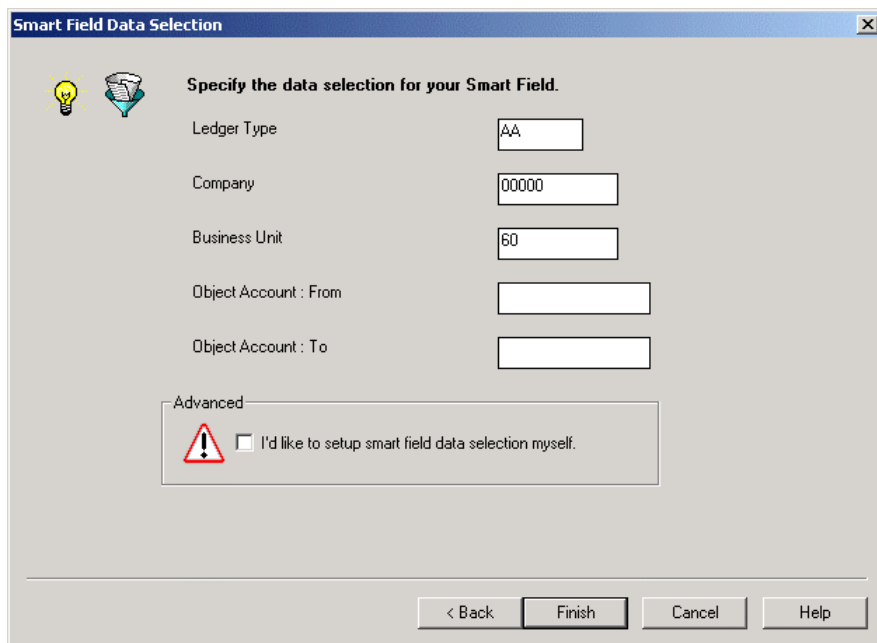 Smart Field Data Selection
Specify the data selection for your Smart Field.
Ledger Type AA
Company 00000
Business Unit 60
Object Account : From
Object Account : To
Advanced
I'd like to setup smart field data selection myself.
< Back Finish Cancel Help